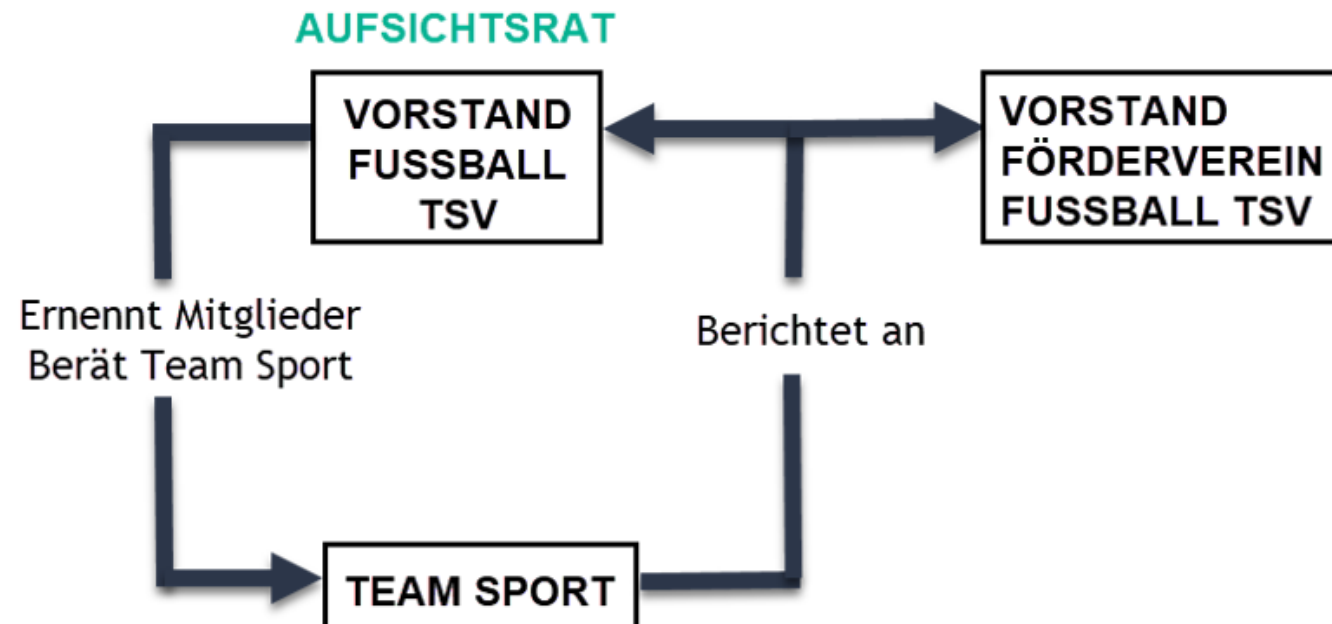 AUFSICHTSRAT
VORSTAND
FUSSBALL
TSV
VORSTAND
FÖRDERVEREIN
FUSSBALL TSV
Ernennt Mitglieder
Berät Team Sport
Berichtet an
TEAM SPORT